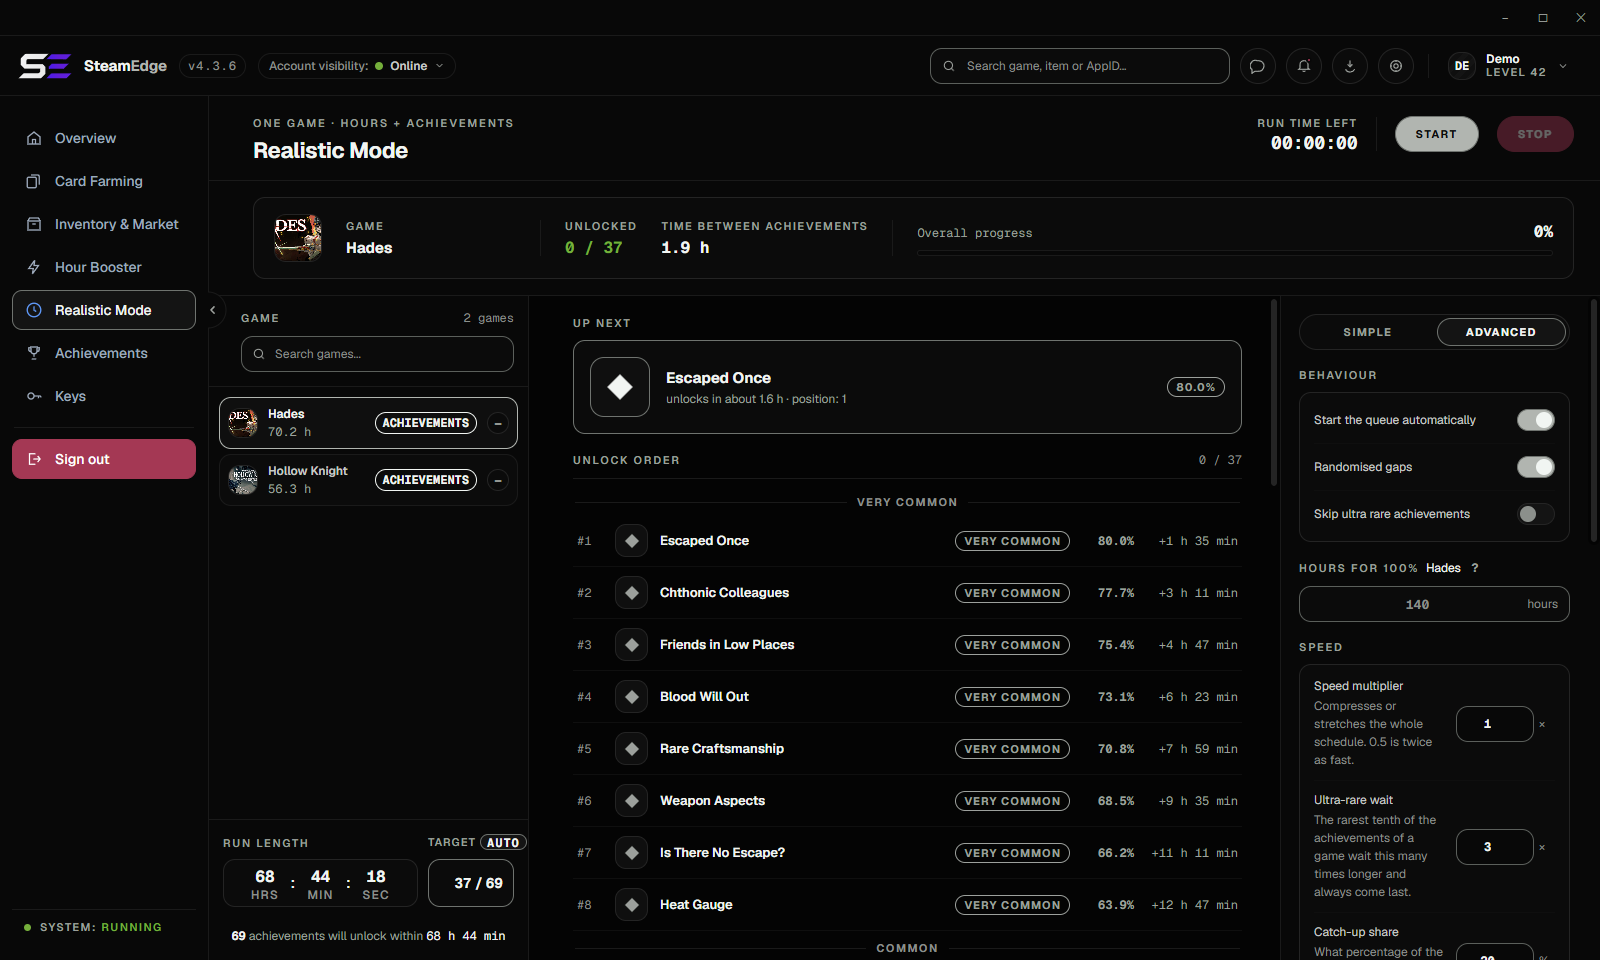 SteamEdge
v4.3.6
Account visibility: Online
Search game, item or AppID...
DE
Demo
LEVEL 42
Overview
Card Farming
Inventory & Market
Hour Booster
Realistic Mode
Achievements
Keys
Sign out
SYSTEM: RUNNING
ONE GAME · HOURS + ACHIEVEMENTS
Realistic Mode
RUN TIME LEFT
00:00:00
START
STOP
GAME
Hades
UNLOCKED
0 / 37
TIME BETWEEN ACHIEVEMENTS
1.9 h
Overall progress
0%
GAME
2 games
Search games...
Hades
70.2 h
ACHIEVEMENTS
Hollow Knight
56.3 h
ACHIEVEMENTS
RUN LENGTH
68 : 44 : 18
HRS MIN SEC
TARGET AUTO
37 / 69
69 achievements will unlock within 68 h 44 min
UP NEXT
Escaped Once
unlocks in about 1.6 h · position: 1
80.0%
UNLOCK ORDER
0 / 37
VERY COMMON
#1 Escaped Once VERY COMMON 80.0% +1 h 35 min
#2 Chthonic Colleagues VERY COMMON 77.7% +3 h 11 min
#3 Friends in Low Places VERY COMMON 75.4% +4 h 47 min
#4 Blood Will Out VERY COMMON 73.1% +6 h 23 min
#5 Rare Craftsmanship VERY COMMON 70.8% +7 h 59 min
#6 Weapon Aspects VERY COMMON 68.5% +9 h 35 min
#7 Is There No Escape? VERY COMMON 66.2% +11 h 11 min
#8 Heat Gauge VERY COMMON 63.9% +12 h 47 min
COMMON
SIMPLE
ADVANCED
BEHAVIOUR
Start the queue automatically
Randomised gaps
Skip ultra rare achievements
HOURS FOR 100% Hades ?
140 hours
SPEED
Speed multiplier
Compresses or
stretches the whole
schedule. 0.5 is twice
as fast.
1 ×
Ultra-rare wait
The rarest tenth of the
achievements of a
game wait this many
times longer and
always come last.
3 ×
Catch-up share
What percentage of the